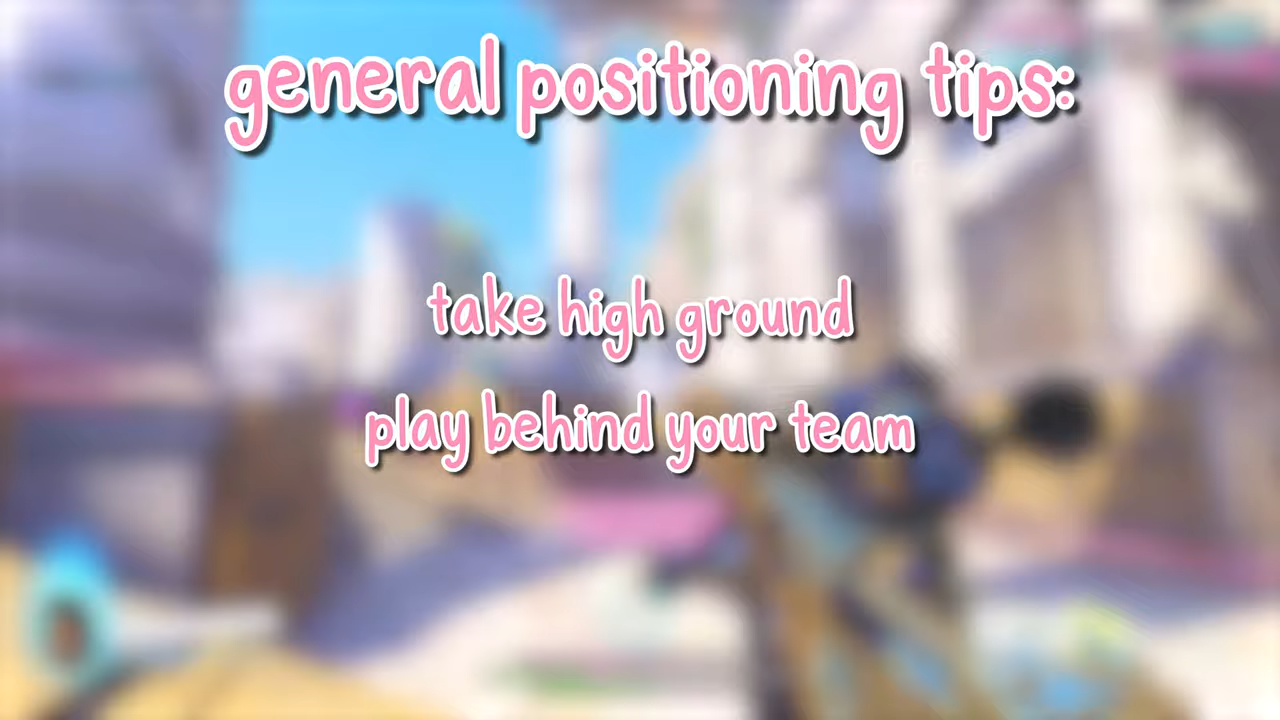 general positioning tips:
take high ground
play behind your team